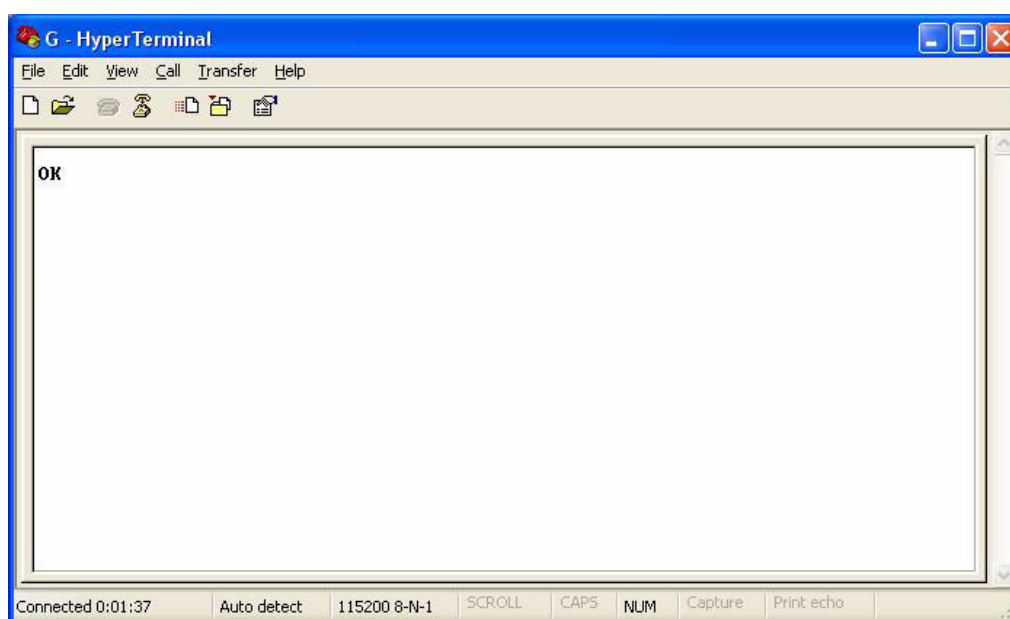 G - HyperTerminal
File Edit View Call Transfer Help
OK
Connected 0:01:37 Auto detect 115200 8-N-1 SCROLL CAPS NUM Capture Print echo